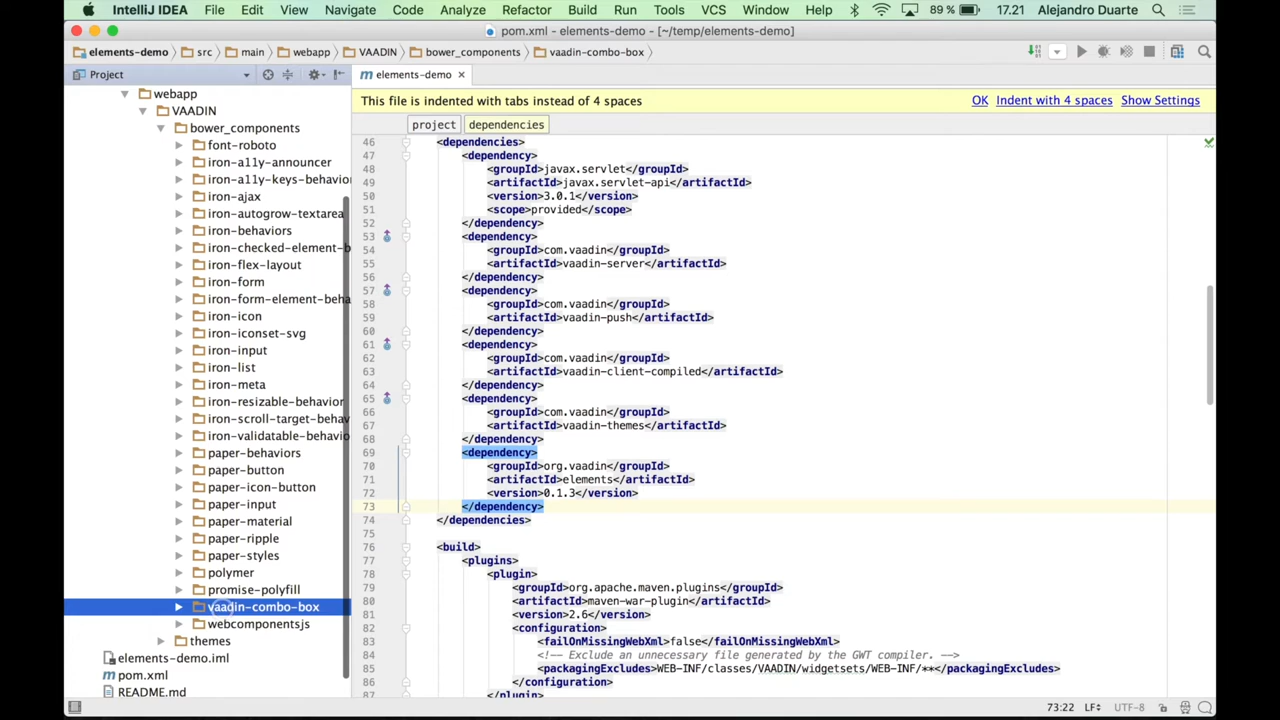 IntelliJ IDEA File Edit View Navigate Code Analyze Refactor Build Run Tools VCS Window Help 89 % 17.21 Alejandro Duarte
pom.xml - elements-demo - [~/temp/elements-demo]
elements-demo src main webapp VAADIN bower_components vaadin-combo-box
Project
m elements-demo
This file is indented with tabs instead of 4 spaces OK Indent with 4 spaces Show Settings
project dependencies
webapp
VAADIN
bower_components
font-roboto
iron-a11y-announcer
iron-a11y-keys-behavior
iron-ajax
iron-autogrow-textarea
iron-behaviors
iron-checked-element-b
iron-flex-layout
iron-form
iron-form-element-beha
iron-icon
iron-iconset-svg
iron-input
iron-list
iron-meta
iron-resizable-behavior
iron-scroll-target-behav
iron-validatable-behavio
paper-behaviors
paper-button
paper-icon-button
paper-input
paper-material
paper-ripple
paper-styles
polymer
promise-polyfill
vaadin-combo-box
webcomponentsjs
themes
elements-demo.iml
m pom.xml
README.md
46 <dependencies>
47 <dependency>
48 <groupId>javax.servlet</groupId>
49 <artifactId>javax.servlet-api</artifactId>
50 <version>3.0.1</version>
51 <scope>provided</scope>
52 </dependency>
53 <dependency>
54 <groupId>com.vaadin</groupId>
55 <artifactId>vaadin-server</artifactId>
56 </dependency>
57 <dependency>
58 <groupId>com.vaadin</groupId>
59 <artifactId>vaadin-push</artifactId>
60 </dependency>
61 <dependency>
62 <groupId>com.vaadin</groupId>
63 <artifactId>vaadin-client-compiled</artifactId>
64 </dependency>
65 <dependency>
66 <groupId>com.vaadin</groupId>
67 <artifactId>vaadin-themes</artifactId>
68 </dependency>
69 <dependency>
70 <groupId>org.vaadin</groupId>
71 <artifactId>elements</artifactId>
72 <version>0.1.3</version>
73 </dependency>
74 </dependencies>
75
76 <build>
77 <plugins>
78 <plugin>
79 <groupId>org.apache.maven.plugins</groupId>
80 <artifactId>maven-war-plugin</artifactId>
81 <version>2.6</version>
82 <configuration>
83 <failOnMissingWebXml>false</failOnMissingWebXml>
84 <!-- Exclude an unnecessary file generated by the GWT compiler. -->
85 <packagingExcludes>WEB-INF/classes/VAADIN/widgetsets/WEB-INF/**</packagingExcludes>
86 </configuration>
87 </plugin>
73:22 LF UTF-8